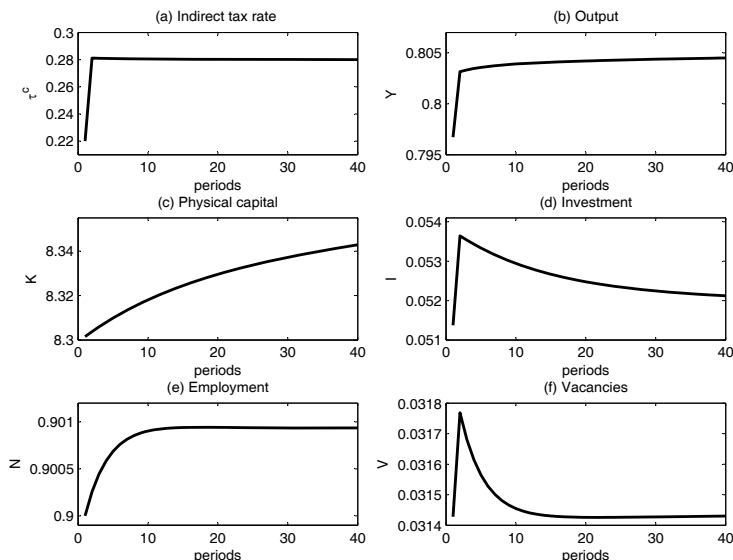 (a) Indirect tax rate
0.3
0.28
0.26
0.24
0.22
τ^c
0 10 20 30 40
periods
(b) Output
0.805
0.8
0.795
Y
0 10 20 30 40
periods
(c) Physical capital
8.34
8.32
8.3
K
0 10 20 30 40
periods
(d) Investment
0.054
0.053
0.052
0.051
I
0 10 20 30 40
periods
(e) Employment
0.901
0.9005
0.9
N
0 10 20 30 40
periods
(f) Vacancies
0.0318
0.0317
0.0316
0.0315
0.0314
V
0 10 20 30 40
periods